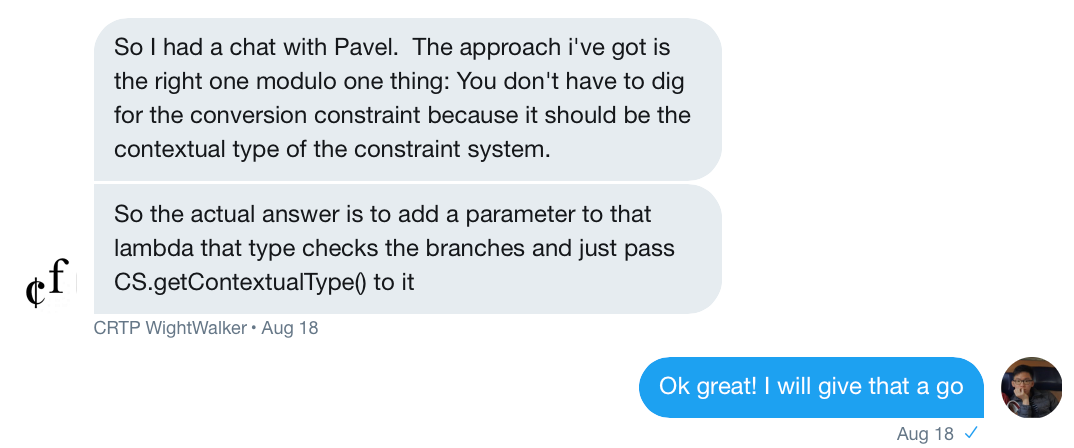 So I had a chat with Pavel.  The approach i've got is
the right one modulo one thing: You don't have to dig
for the conversion constraint because it should be the
contextual type of the constraint system.
So the actual answer is to add a parameter to that
lambda that type checks the branches and just pass
CS.getContextualType() to it
¢f
CRTP WightWalker • Aug 18
Ok great! I will give that a go
Aug 18 ✓